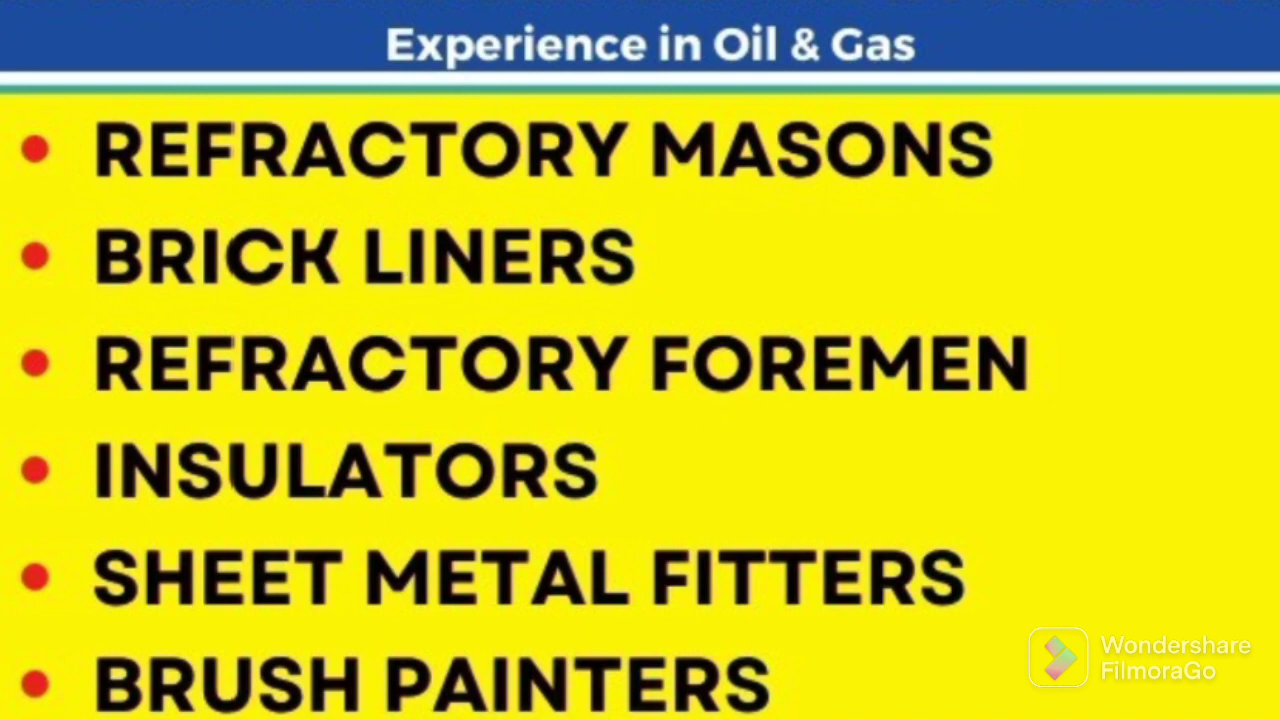 Experience in Oil & Gas
• REFRACTORY MASONS
• BRICK LINERS
• REFRACTORY FOREMEN
• INSULATORS
• SHEET METAL FITTERS
• BRUSH PAINTERS
Wondershare
FilmoraGo